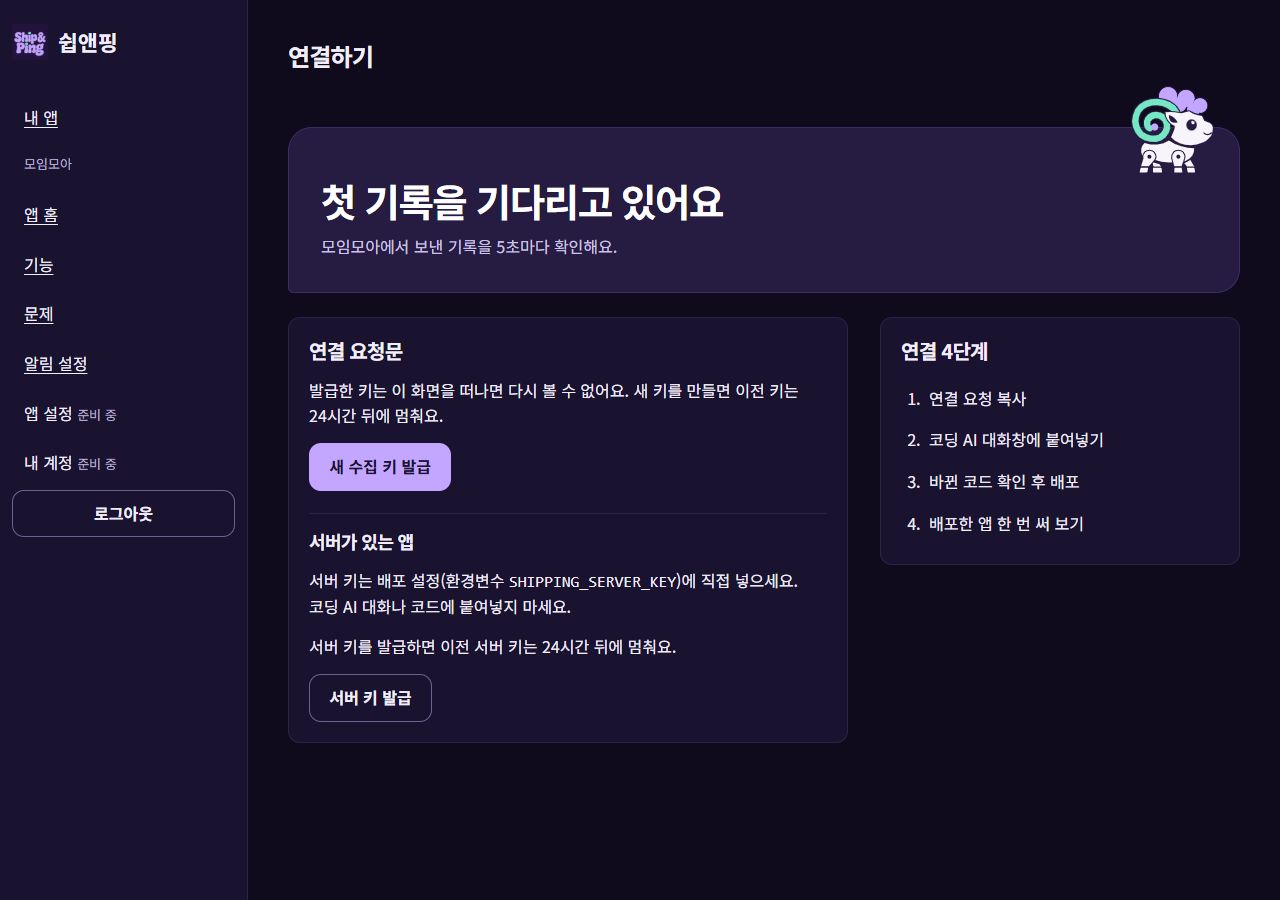 Ship&
Ping
쉽앤핑
내 앱
모임모아
앱 홈
기능
문제
알림 설정
앱 설정 준비 중
내 계정 준비 중
로그아웃
연결하기
첫 기록을 기다리고 있어요
모임모아에서 보낸 기록을 5초마다 확인해요.
연결 요청문
발급한 키는 이 화면을 떠나면 다시 볼 수 없어요. 새 키를 만들면 이전 키는
24시간 뒤에 멈춰요.
새 수집 키 발급
서버가 있는 앱
서버 키는 배포 설정(환경변수 SHIPPING_SERVER_KEY)에 직접 넣으세요.
코딩 AI 대화나 코드에 붙여넣지 마세요.
서버 키를 발급하면 이전 서버 키는 24시간 뒤에 멈춰요.
서버 키 발급
연결 4단계
1. 연결 요청 복사
2. 코딩 AI 대화창에 붙여넣기
3. 바뀐 코드 확인 후 배포
4. 배포한 앱 한 번 써 보기